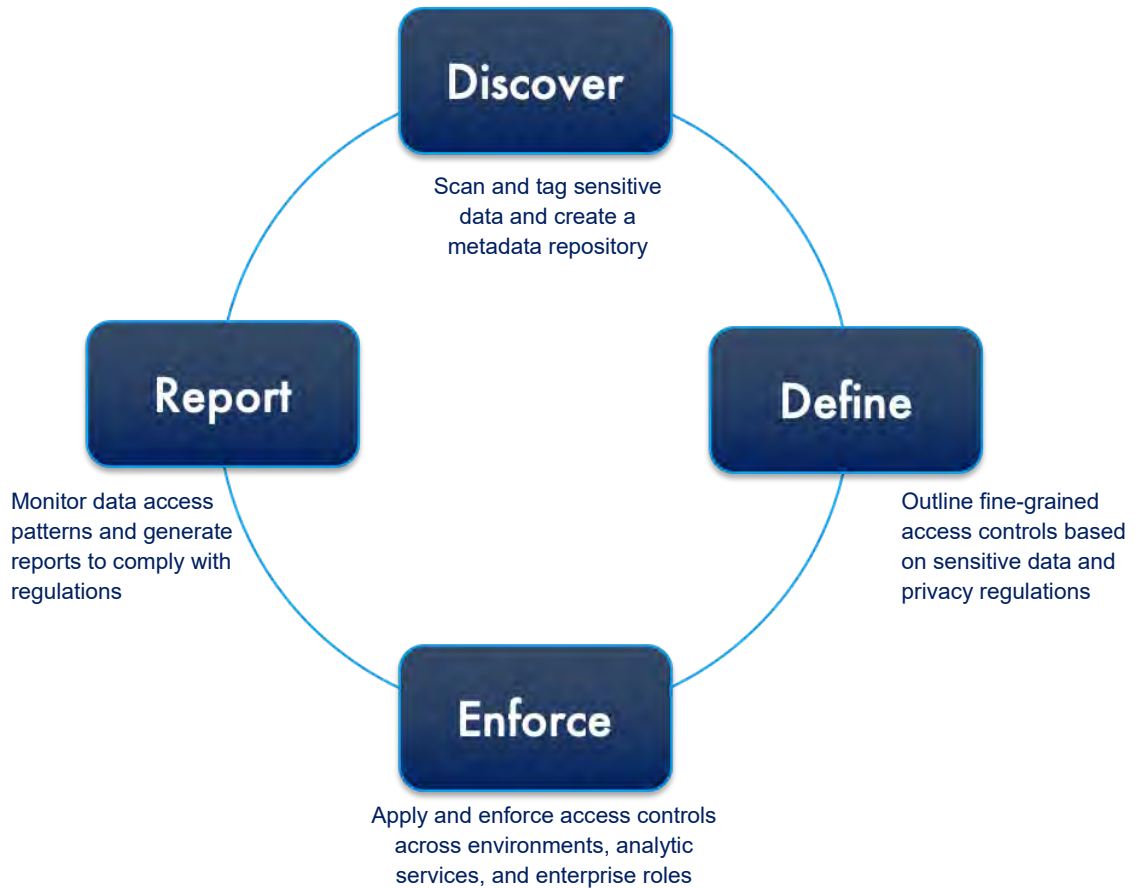 Discover
Scan and tag sensitive
data and create a
metadata repository
Report
Monitor data access
patterns and generate
reports to comply with
regulations
Define
Outline fine-grained
access controls based
on sensitive data and
privacy regulations
Enforce
Apply and enforce access controls
across environments, analytic
services, and enterprise roles